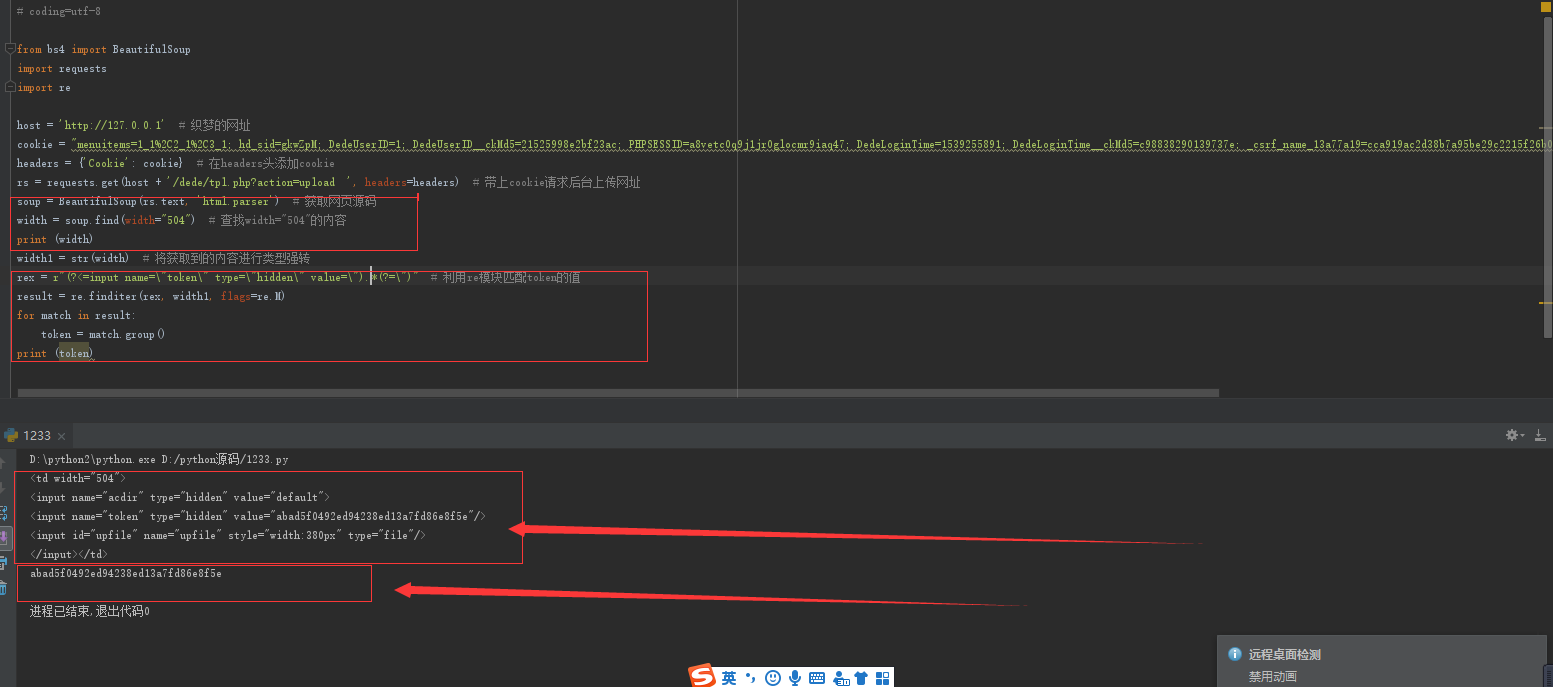 # coding=utf-8
from bs4 import BeautifulSoup
import requests
import re
host = 'http://127.0.0.1'  # 织梦的网址
cookie = "menuitems=1_1%2C2_1%2C3_1; hd_sid=gkwZpM; DedeUserID=1; DedeUserID__ckMd5=21525998e2bf23ac; PHPSESSID=a8vetc0q9j1jr0glocmr9iaq47; DedeLoginTime=1539255891; DedeLoginTime__ckMd5=c98838290139737e; _csrf_name_13a77a19=cca919ac2d38b7a95be29c2215f26b0
headers = {'Cookie': cookie}  # 在headers头添加cookie
rs = requests.get(host + '/dede/tpl.php?action=upload  ', headers=headers)  # 带上cookie请求后台上传网址
soup = BeautifulSoup(rs.text, 'html.parser')  # 获取网页源码
width = soup.find(width="504")  # 查找width="504"的内容
print (width)
width1 = str(width)  # 将获取到的内容进行类型强转
rex = r"(?<=input name=\"token\" type=\"hidden\" value=\").*(?=\")"  # 利用re模块匹配token的值
result = re.finditer(rex, width1, flags=re.M)
for match in result:
    token = match.group()
print (token)
1233
D:\python2\python.exe D:/python源码/1233.py
<td width="504">
<input name="acdir" type="hidden" value="default">
<input name="token" type="hidden" value="abad5f0492ed94238ed13a7fd86e8f5e"/>
<input id="upfile" name="upfile" style="width:380px" type="file"/>
</input></td>
abad5f0492ed94238ed13a7fd86e8f5e
进程已结束,退出代码0
远程桌面检测
禁用动画
S 英